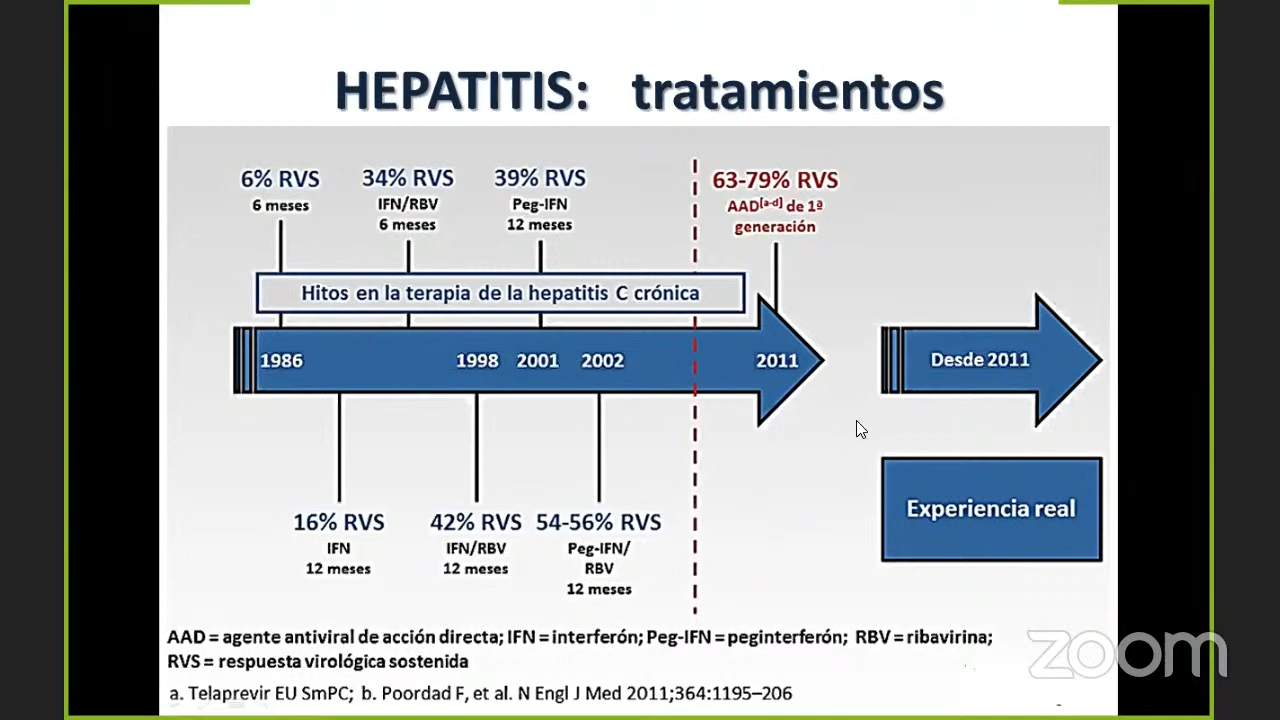 HEPATITIS: tratamientos
6% RVS
6 meses
34% RVS
IFN/RBV
6 meses
39% RVS
Peg-IFN
12 meses
63-79% RVS
AAD[a-d] de 1ª
generación
Hitos en la terapia de la hepatitis C crónica
1986
1998
2001
2002
2011
Desde 2011
16% RVS
IFN
12 meses
42% RVS
IFN/RBV
12 meses
54-56% RVS
Peg-IFN/
RBV
12 meses
Experiencia real
AAD = agente antiviral de acción directa; IFN = interferón; Peg-IFN = peginterferón; RBV = ribavirina;
RVS = respuesta virológica sostenida
a. Telaprevir EU SmPC; b. Poordad F, et al. N Engl J Med 2011;364:1195–206
zoom